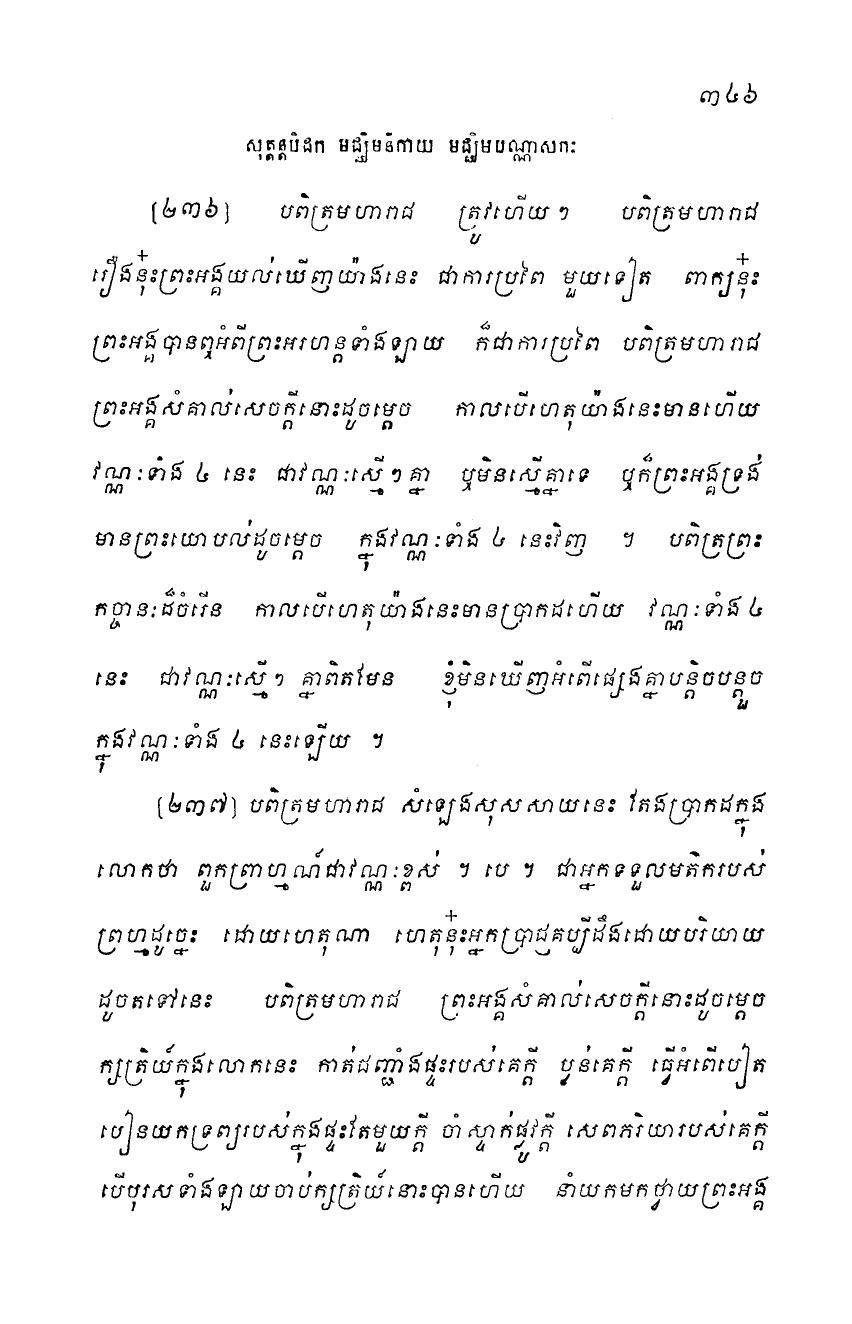 ៣៤៦
សុត្តន្តបិដក មជ្ឈិមនិកាយ មជ្ឈិមបណ្ណាសកៈ
[២៣៦] បពិត្រមហារាជ ត្រូវហើយ។ បពិត្រមហារាជ
រឿងនុ៎ះព្រះអង្គយល់ឃើញយ៉ាងនេះ ជាការប្រពៃ មួយទៀត ពាក្យនុ៎ះ
ព្រះអង្គបានឮអំពីព្រះអរហន្តទាំងឡាយ ក៏ជាការប្រពៃ បពិត្រមហារាជ
ព្រះអង្គសំគាល់សេចក្តីនោះដូចម្តេច កាលបើហេតុយ៉ាងនេះមានហើយ
វណ្ណៈទាំង ៤ នេះ ជាវណ្ណៈស្មើៗគ្នា ឬមិនស្មើគ្នាទេ ឬក៏ព្រះអង្គទ្រង់
មានព្រះយោបល់ដូចម្តេច ក្នុងវណ្ណៈទាំង ៤ នេះវិញ ។ បពិត្រព្រះ
កច្ចានៈដ៏ចំរើន កាលបើហេតុយ៉ាងនេះមានប្រាកដហើយ វណ្ណៈទាំង ៤
នេះ ជាវណ្ណៈស្មើៗ គ្នាពិតមែន ខ្ញុំមិនឃើញអំពើផ្សេងគ្នាបន្តិចបន្តួច
ក្នុងវណ្ណៈទាំង ៤ នេះឡើយ ។
[២៣៧] បពិត្រមហារាជ សំឡេងសុសសាយនេះ តែងប្រាកដក្នុង
លោកថា ពួកព្រាហ្មណ៍ជាវណ្ណៈខ្ពស់ ។ បេ ។ ជាអ្នកទទួលមតិករបស់
ព្រហ្មដូច្នេះ ដោយហេតុណា ហេតុនុ៎ះអ្នកប្រាជ្ញគប្បីដឹងដោយបរិយាយ
ដូចតទៅនេះ បពិត្រមហារាជ ព្រះអង្គសំគាល់សេចក្តីនោះដូចម្តេច
ក្សត្រិយ៍ក្នុងលោកនេះ កាត់ដញ្ជាំងផ្ទះរបស់គេក្តី ប្លន់គេក្តី ធ្វើអំពើបៀត
បៀនយកទ្រព្យរបស់ក្នុងផ្ទះតែមួយក្តី ចាំស្ទាក់ផ្លូវក្តី សេពភរិយារបស់គេក្តី
បើបុរសទាំងឡាយចាប់ក្សត្រិយ៍នោះបានហើយ នាំយកមកថ្វាយព្រះអង្គ